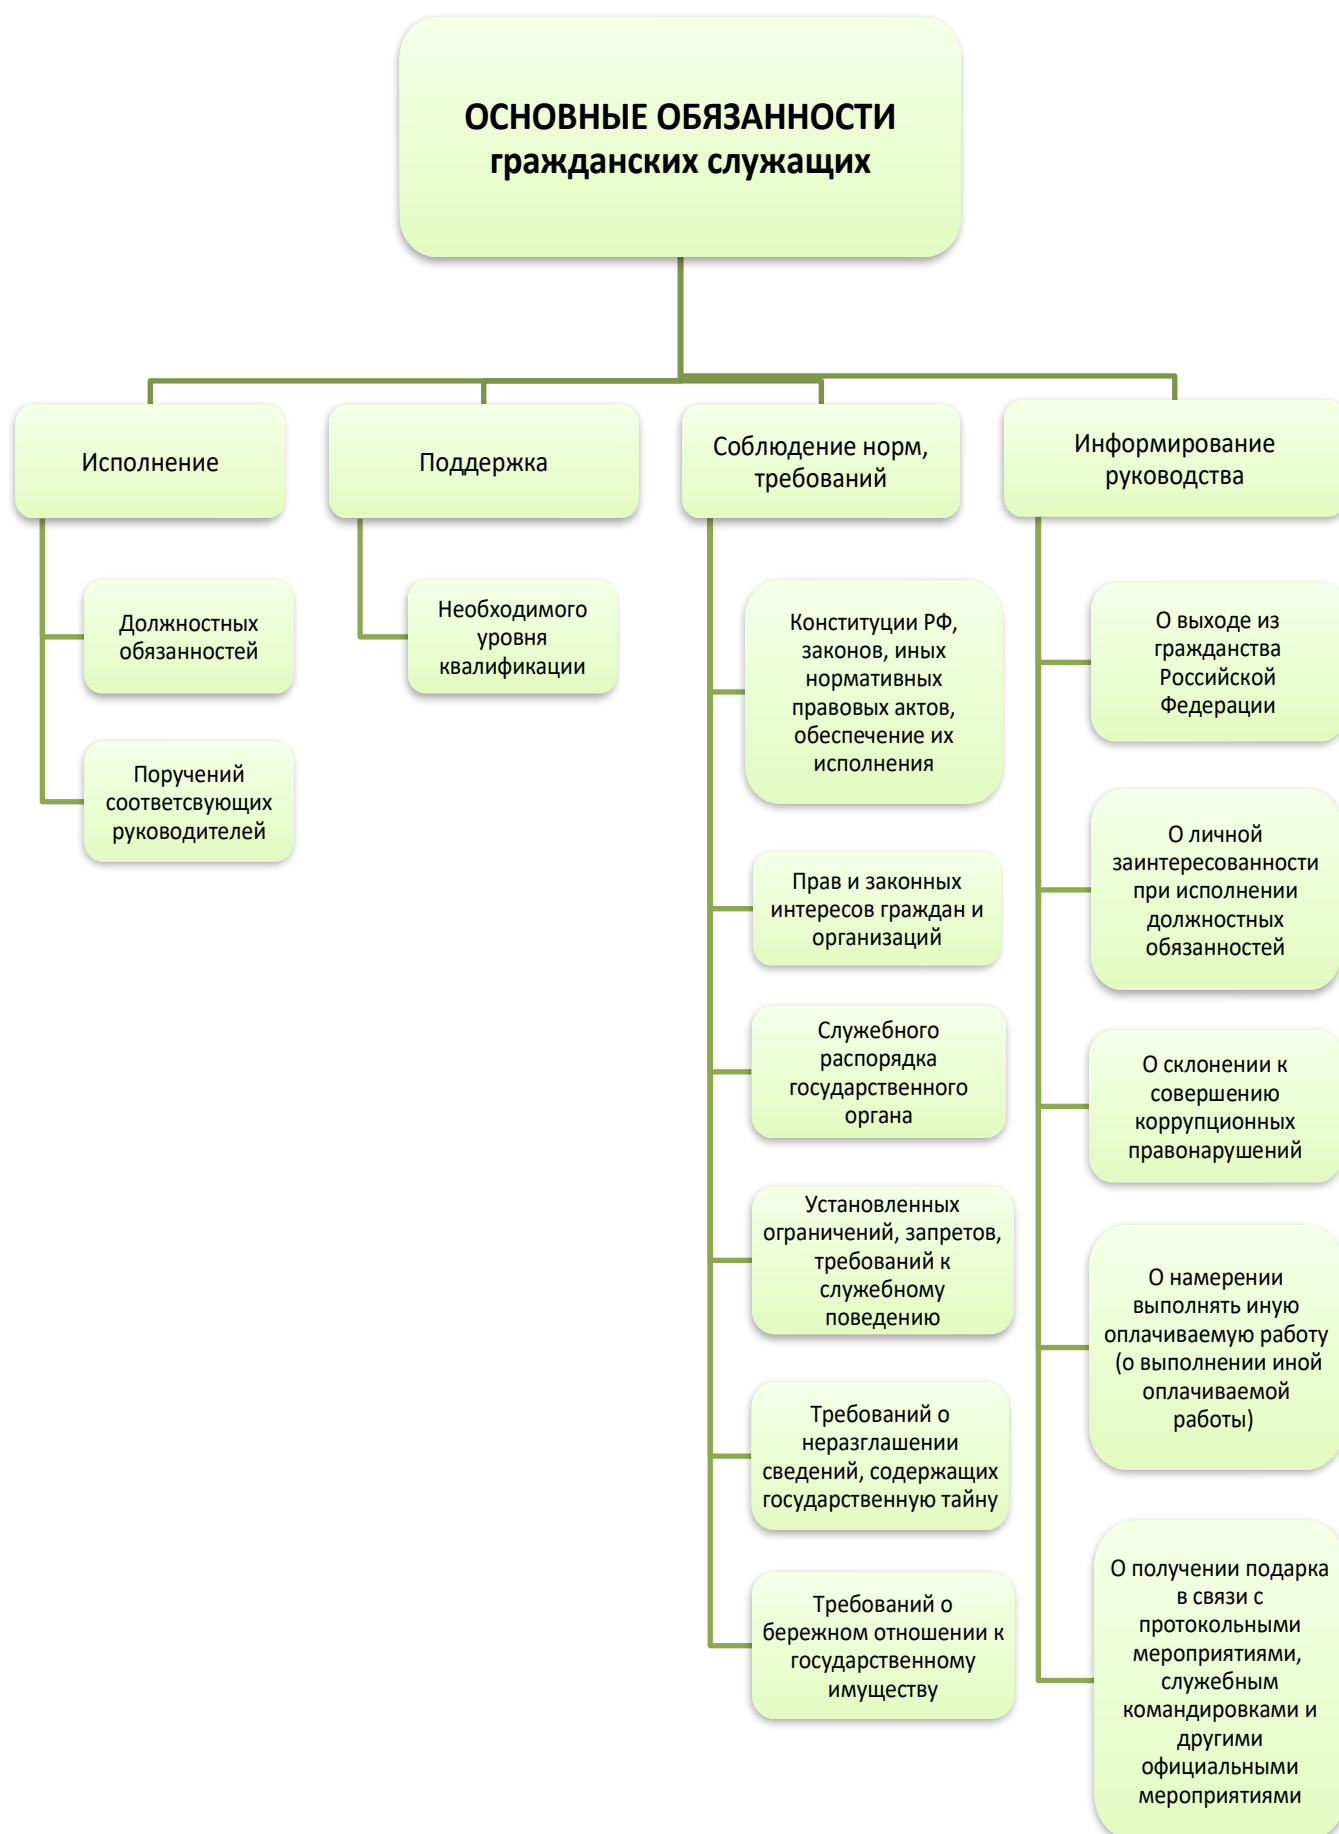 ОСНОВНЫЕ ОБЯЗАННОСТИ
гражданских служащих
Исполнение
Должностных
обязанностей
Поручений
соответсвующих
руководителей
Поддержка
Необходимого
уровня
квалификации
Соблюдение норм,
требований
Конституции РФ,
законов, иных
нормативных
правовых актов,
обеспечение их
исполнения
Прав и законных
интересов граждан и
организаций
Служебного
распорядка
государственного
органа
Установленных
ограничений, запретов,
требований к
служебному
поведению
Требований о
неразглашении
сведений, содержащих
государственную тайну
Требований о
бережном отношении к
государственному
имуществу
Информирование
руководства
О выходе из
гражданства
Российской
Федерации
О личной
заинтересованности
при исполнении
должностных
обязанностей
О склонении к
совершению
коррупционных
правонарушений
О намерении
выполнять иную
оплачиваемую работу
(о выполнении иной
оплачиваемой
работы)
О получении подарка
в связи с
протокольными
мероприятиями,
служебным
командировками и
другими
официальными
мероприятиями